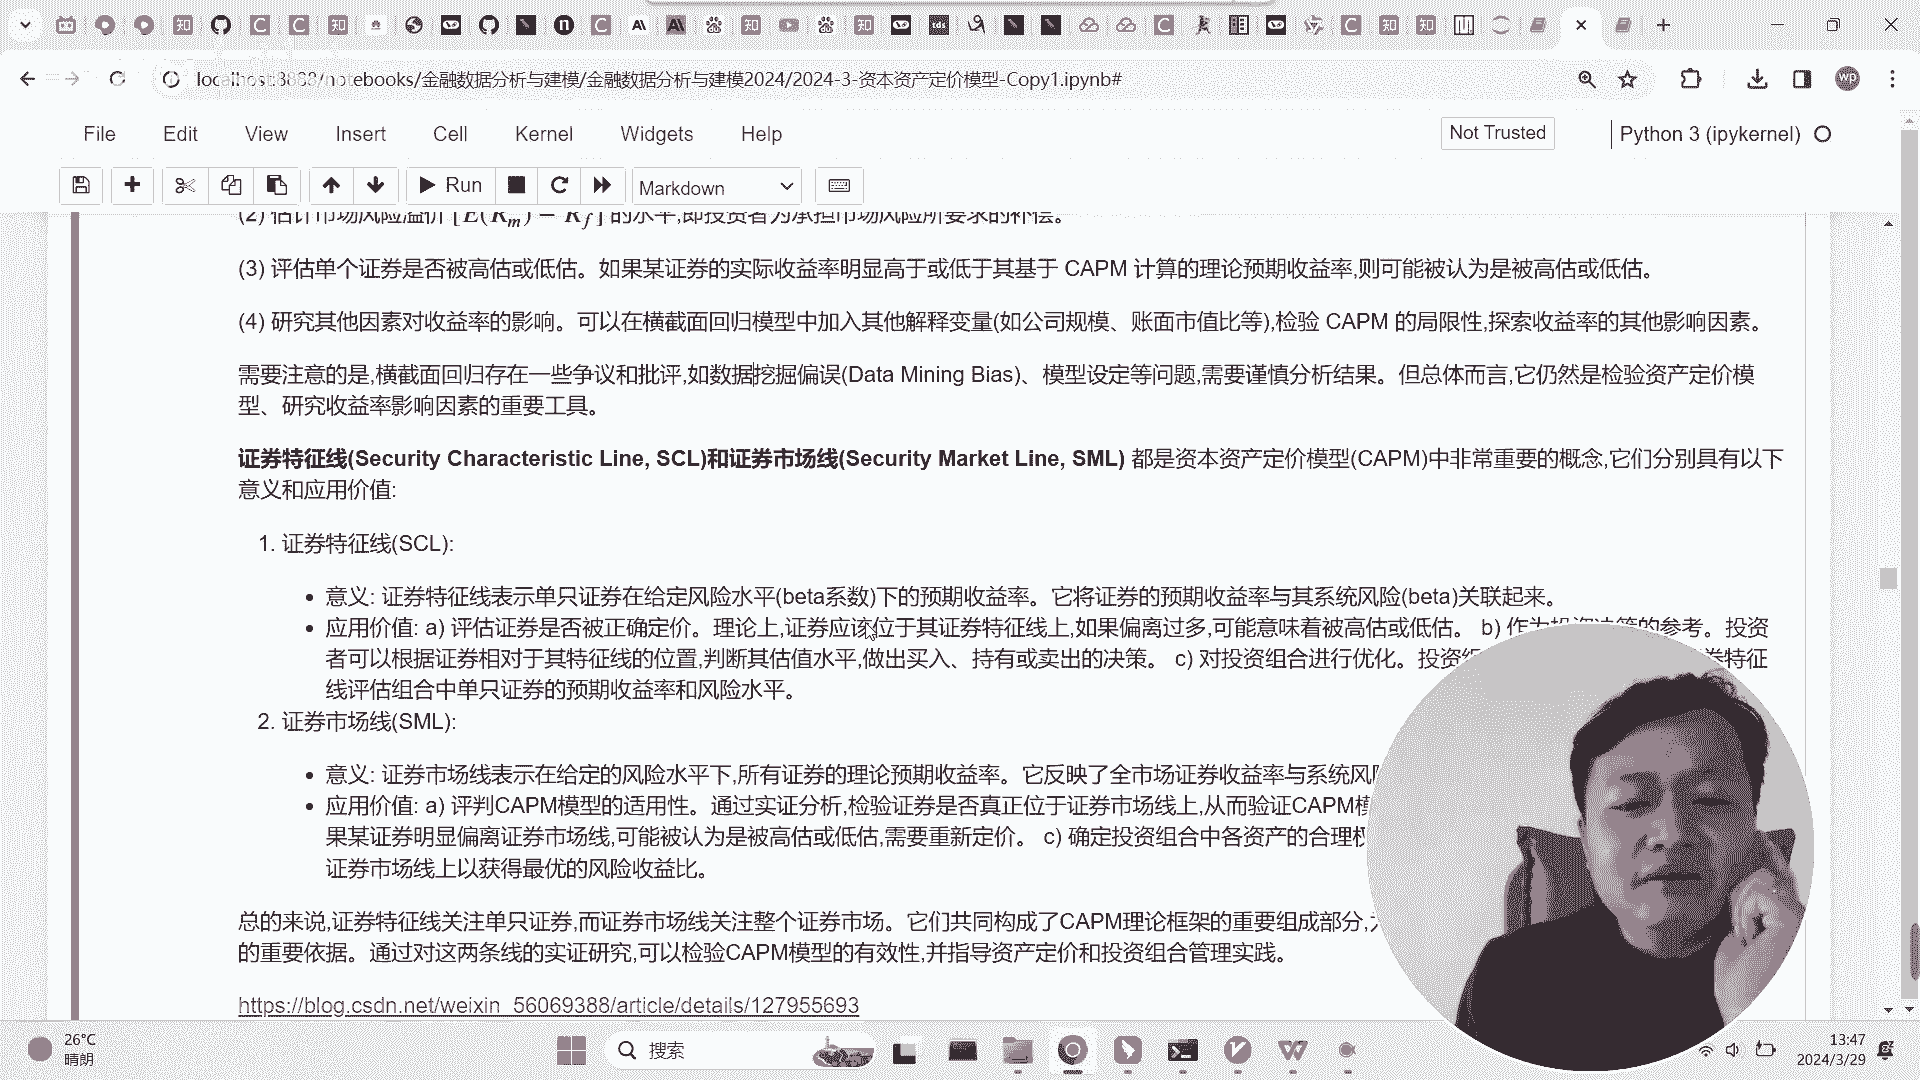 localhost:8888/notebooks/金融数据分析与建模/金融数据分析与建模2024/2024-3-资本资产定价模型-Copy1.ipynb#
wp
File Edit View Insert Cell Kernel Widgets Help
Not Trusted
Python 3 (ipykernel)
Run
Markdown
(2) 估计市场风险溢价 [E(Rm) − Rf] 的水平,即投资者为承担市场风险所要求的补偿。
(3) 评估单个证券是否被高估或低估。如果某证券的实际收益率明显高于或低于其基于 CAPM 计算的理论预期收益率,则可能被认为是被高估或低估。
(4) 研究其他因素对收益率的影响。可以在横截面回归模型中加入其他解释变量(如公司规模、账面市值比等),检验 CAPM 的局限性,探索收益率的其他影响因素。
需要注意的是,横截面回归存在一些争议和批评,如数据挖掘偏误(Data Mining Bias)、模型设定等问题,需要谨慎分析结果。但总体而言,它仍然是检验资产定价模
型、研究收益率影响因素的重要工具。
证券特征线(Security Characteristic Line, SCL)和证券市场线(Security Market Line, SML) 都是资本资产定价模型(CAPM)中非常重要的概念,它们分别具有以下
意义和应用价值:
1. 证券特征线(SCL):
• 意义: 证券特征线表示单只证券在给定风险水平(beta系数)下的预期收益率。它将证券的预期收益率与其系统风险(beta)关联起来。
• 应用价值: a) 评估证券是否被正确定价。理论上,证券应该位于其证券特征线上,如果偏离过多,可能意味着被高估或低估。 b) 作为投资决策的参考。投资
者可以根据证券相对于其特征线的位置,判断其估值水平,做出买入、持有或卖出的决策。 c) 对投资组合进行优化。投资 特征
线评估组合中单只证券的预期收益率和风险水平。
2. 证券市场线(SML):
• 意义: 证券市场线表示在给定的风险水平下,所有证券的理论预期收益率。它反映了全市场证券收益率与系统风
• 应用价值: a) 评判CAPM模型的适用性。通过实证分析,检验证券是否真正位于证券市场线上,从而验证CAPM
果某证券明显偏离证券市场线,可能被认为是被高估或低估,需要重新定价。 c) 确定投资组合中各资产的合理
证券市场线上以获得最优的风险收益比。
总的来说,证券特征线关注单只证券,而证券市场线关注整个证券市场。它们共同构成了CAPM理论框架的重要组成部分,
的重要依据。通过对这两条线的实证研究,可以检验CAPM模型的有效性,并指导资产定价和投资组合管理实践。
https://blog.csdn.net/weixin_56069388/article/details/127955693
26°C
晴朗
搜索
13:47
2024/3/29